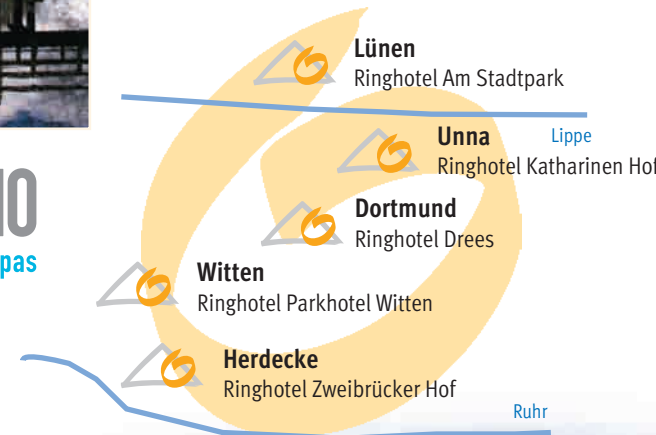 Lünen
Ringhotel Am Stadtpark
Unna
Lippe
Ringhotel Katharinen Hof
Dortmund
Ringhotel Drees
pas
Witten
Ringhotel Parkhotel Witten
Herdecke
Ringhotel Zweibrücker Hof
Ruhr